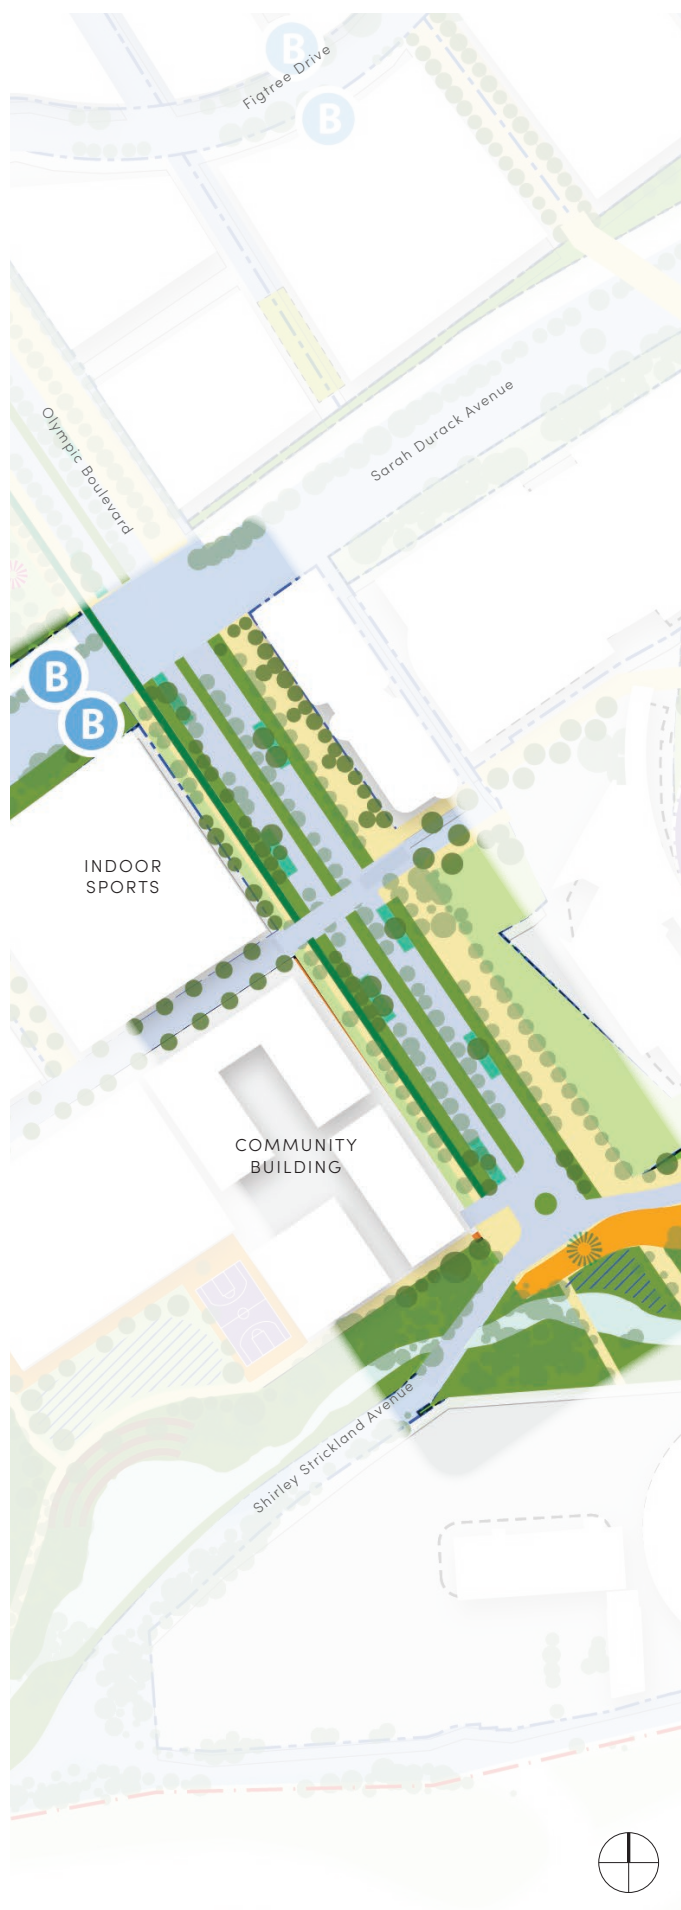 B
Figtree Drive
B
Olympic Boulevard
Sarah Durack Avenue
B
B
INDOOR
SPORTS
COMMUNITY
BUILDING
Shirley Strickland Avenue